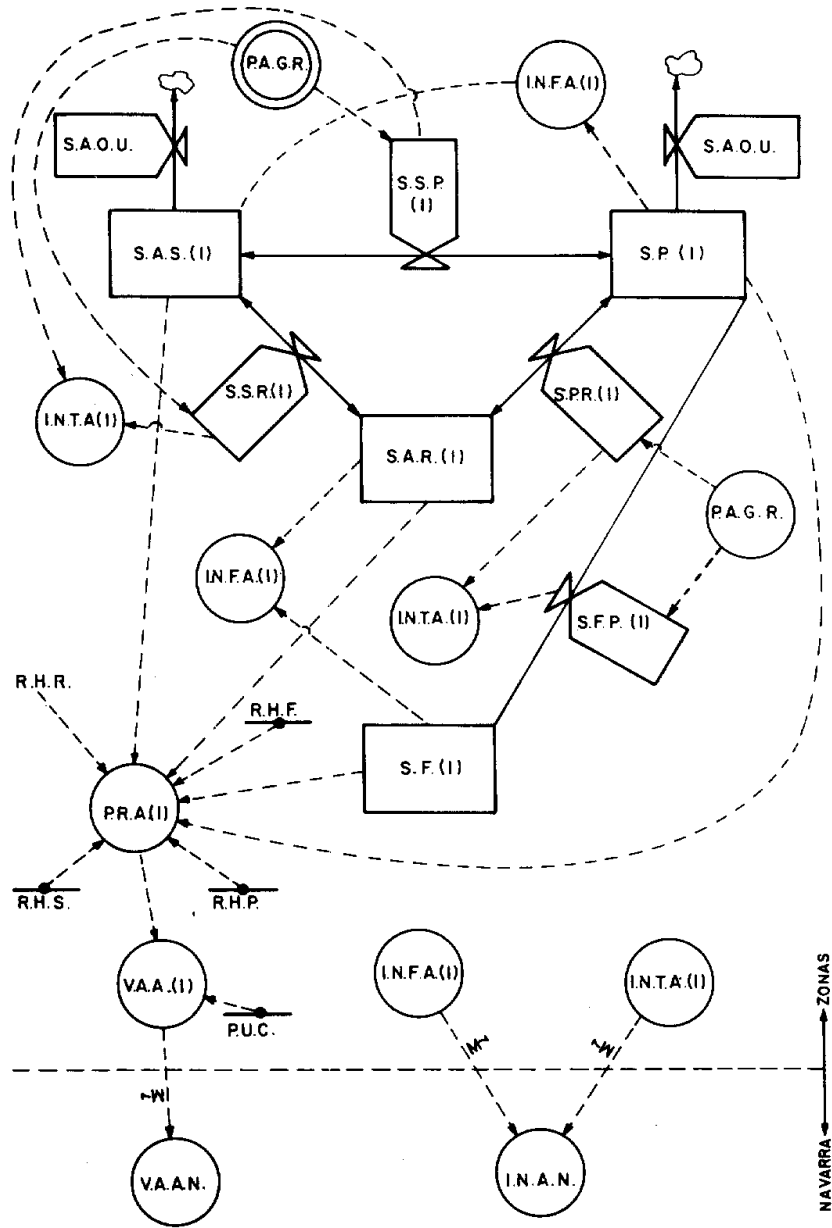 P.A.G.R.
I.N.F.A.(I)
S.A.O.U.
S.A.O.U.
S.S.P.
(I)
S.A.S.(I)
S.P.(I)
S.S.R.(I)
S.P.R.(I)
I.N.T.A(I)
S.A.R.(I)
P.A.G.R.
I.N.F.A.(I)
I.N.T.A.(I)
S.F.P.(I)
R.H.R.
R.H.F.
S.F.(I)
P.R.A(I)
R.H.S.
R.H.P.
V.A.A.(I)
I.N.F.A.(I)
I.N.T.A.(I)
P.U.C.
ZONAS
M
M
M
NAVARRA
V.A.A.N.
I.N.A.N.